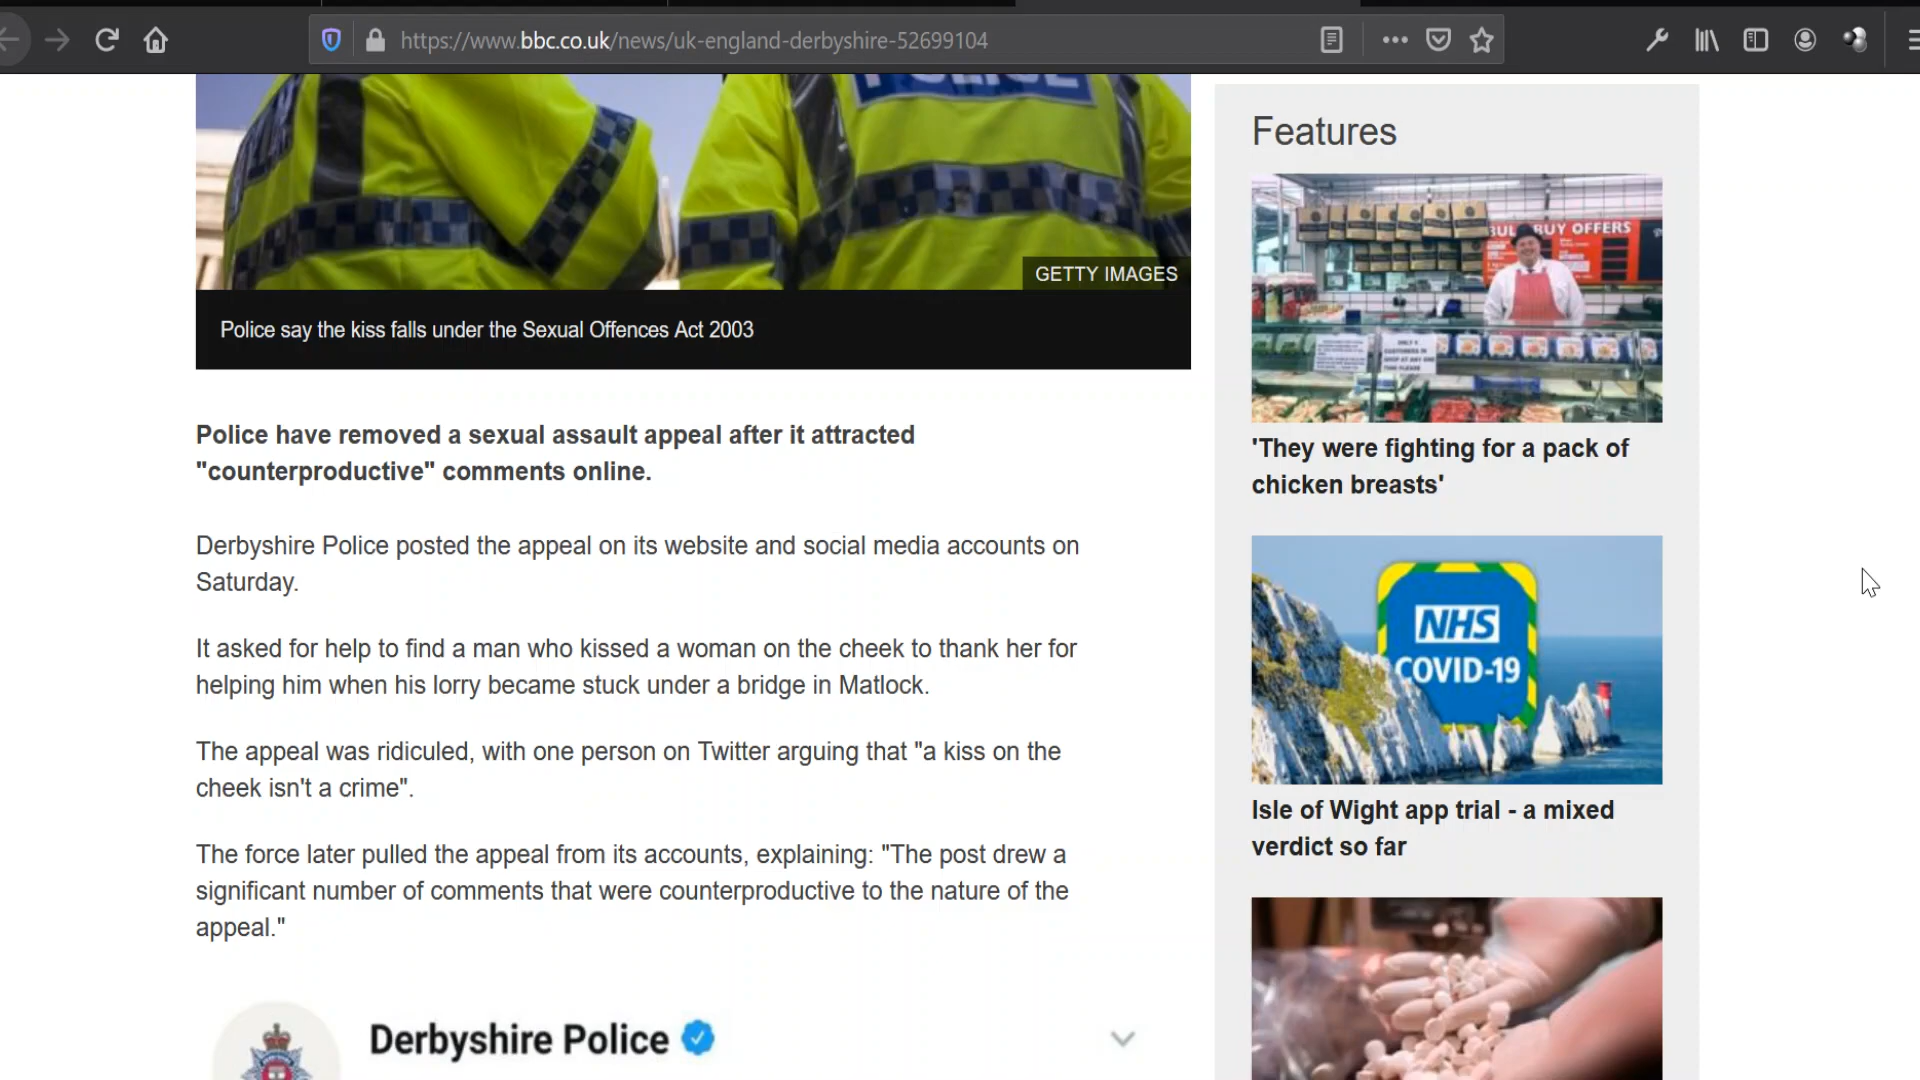 https://www.bbc.co.uk/news/uk-england-derbyshire-52699104
POLICE
GETTY IMAGES
Police say the kiss falls under the Sexual Offences Act 2003
Police have removed a sexual assault appeal after it attracted
"counterproductive" comments online.
Derbyshire Police posted the appeal on its website and social media accounts on
Saturday.
It asked for help to find a man who kissed a woman on the cheek to thank her for
helping him when his lorry became stuck under a bridge in Matlock.
The appeal was ridiculed, with one person on Twitter arguing that "a kiss on the
cheek isn't a crime".
The force later pulled the appeal from its accounts, explaining: "The post drew a
significant number of comments that were counterproductive to the nature of the
appeal."
Derbyshire Police
Features
BUY OFFERS
'They were fighting for a pack of
chicken breasts'
NHS
COVID-19
Isle of Wight app trial - a mixed
verdict so far